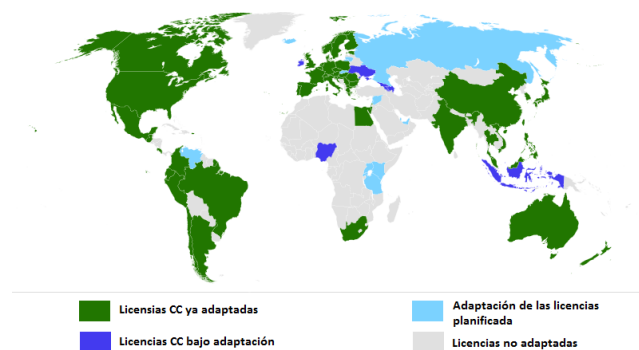 Licensias CC ya adaptadas
Licencias CC bajo adaptación
Adaptación de las licencias
planificada
Licencias no adaptadas